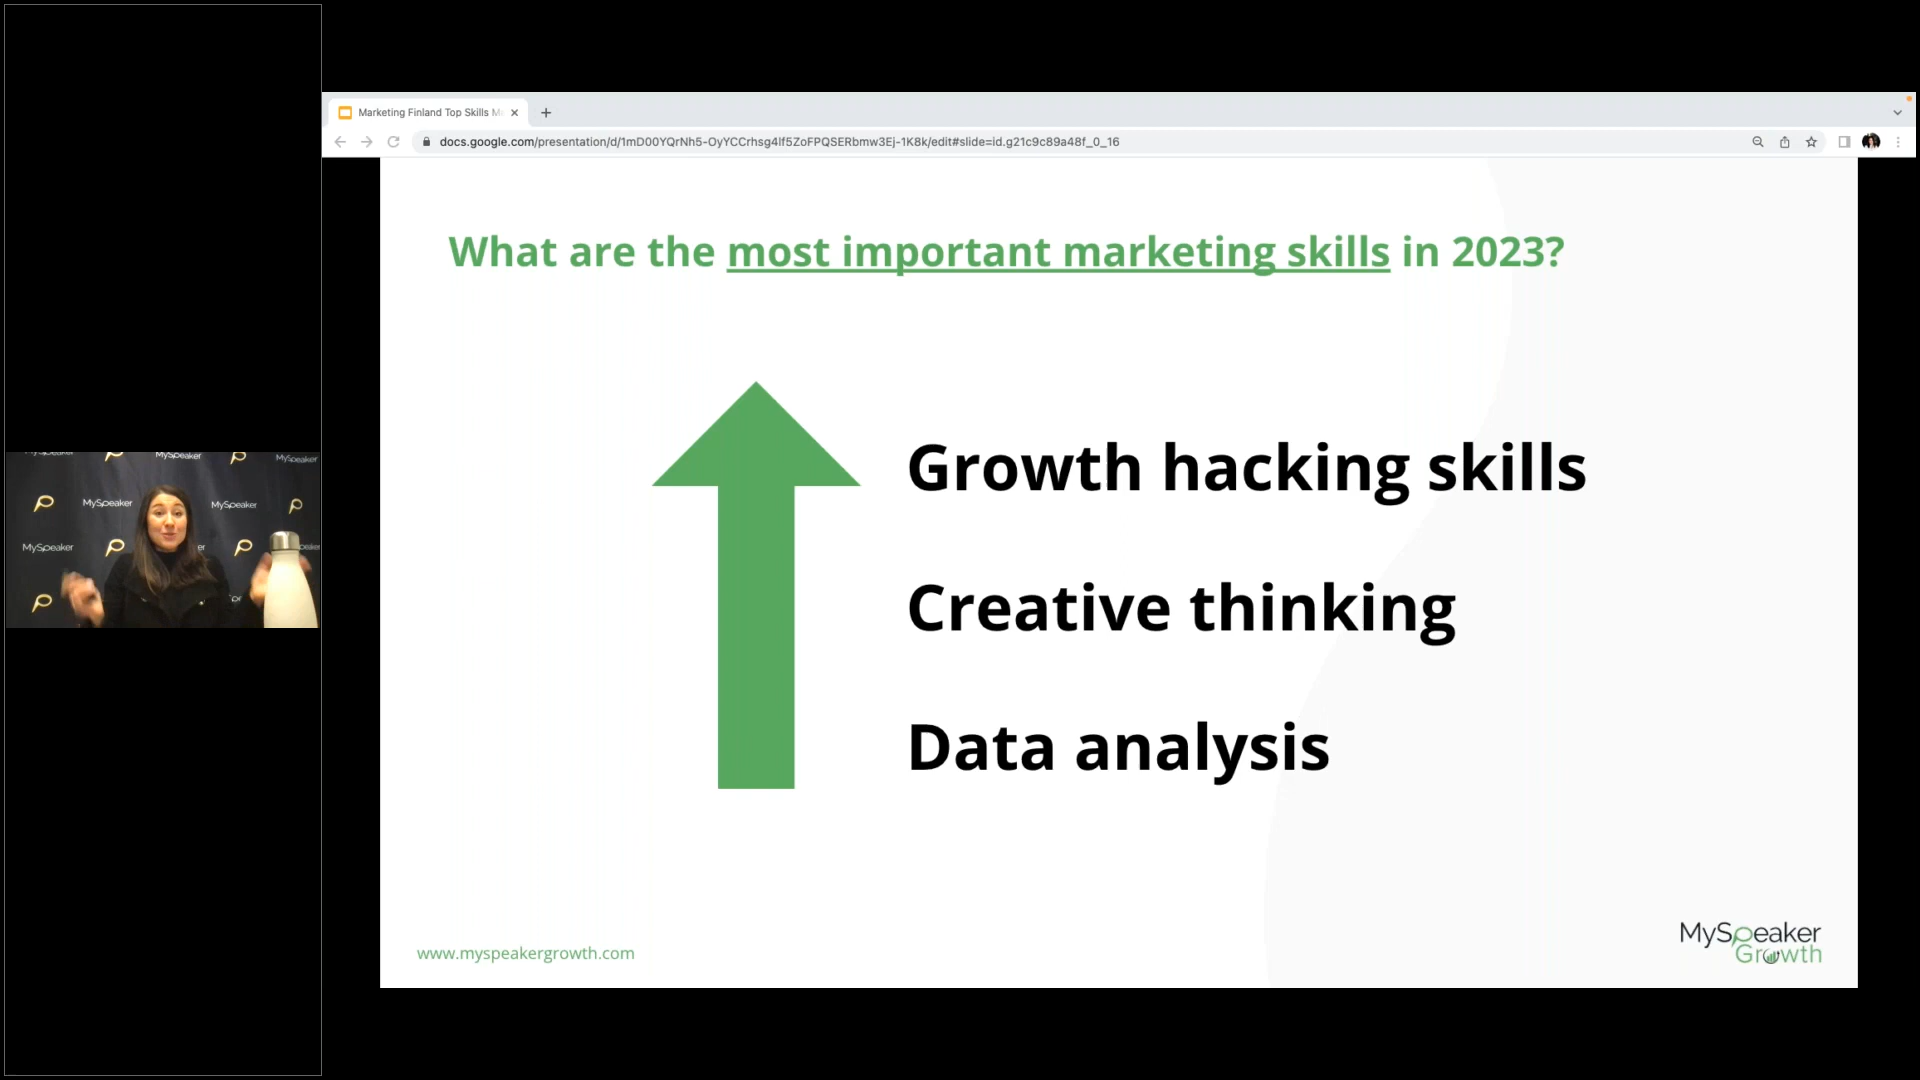 Marketing Finland Top Skills M
docs.google.com/presentation/d/1mD00YQrNh5-OyYCCrhsg4lf5ZoFPQSERbmw3Ej-1K8k/edit#slide=id.g21c9c89a48f_0_16
What are the most important marketing skills in 2023?
Growth hacking skills
Creative thinking
Data analysis
www.myspeakergrowth.com
MySpeaker
Growth
MySpeaker
MySpeaker
MySpeaker
MySpeaker
MySpeaker